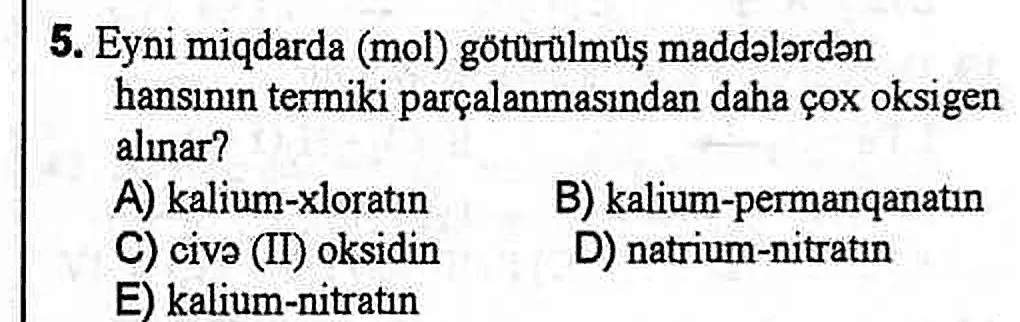 5. Eyni miqdarda (mol) götürülmüş maddələrdən
hansının termiki parçalanmasından daha çox oksigen
alınar?
A) kalium-xloratın B) kalium-permanqanatın
C) civə (II) oksidin D) natrium-nitratın
E) kalium-nitratın